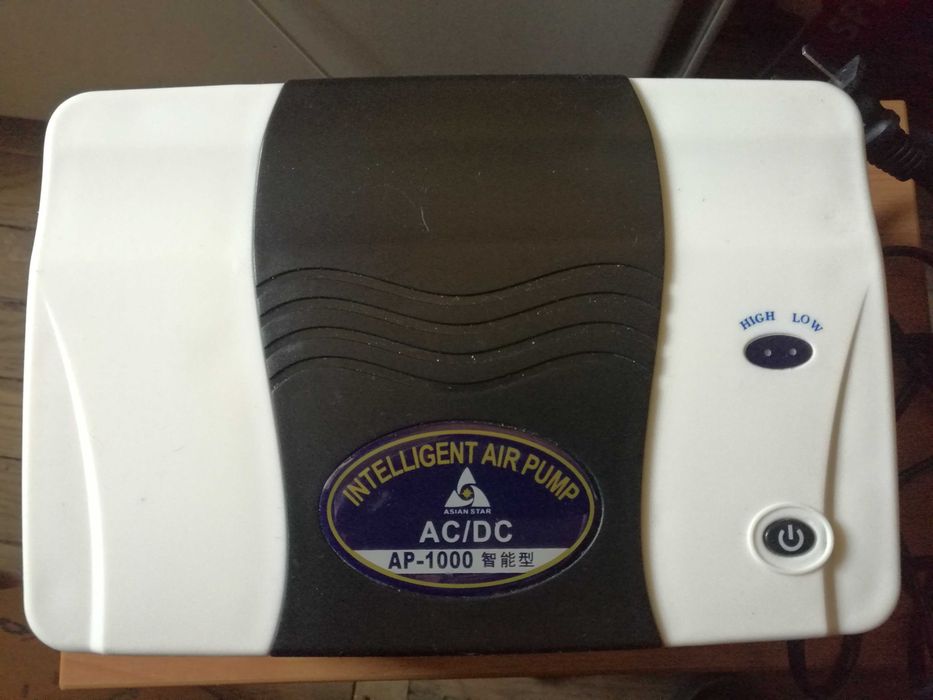 HIGH LOW
INTELLIGENT AIR PUMP
ASIAN STAR
AC/DC
AP-1000 智能型